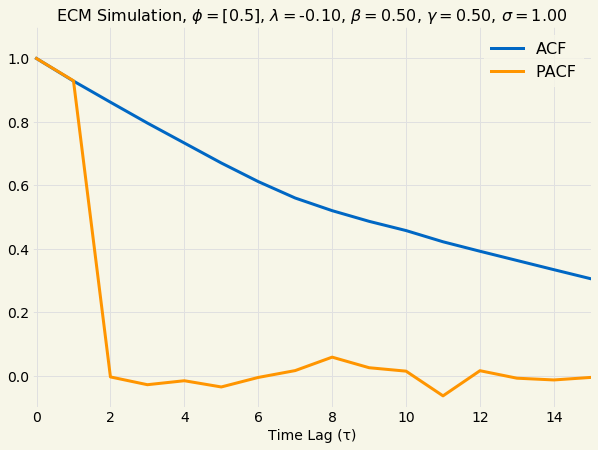 ECM Simulation, ϕ = [0.5], λ = -0.10, β = 0.50, γ = 0.50, σ = 1.00
ACF
PACF
1.0
0.8
0.6
0.4
0.2
0.0
0 2 4 6 8 10 12 14
Time Lag (τ)